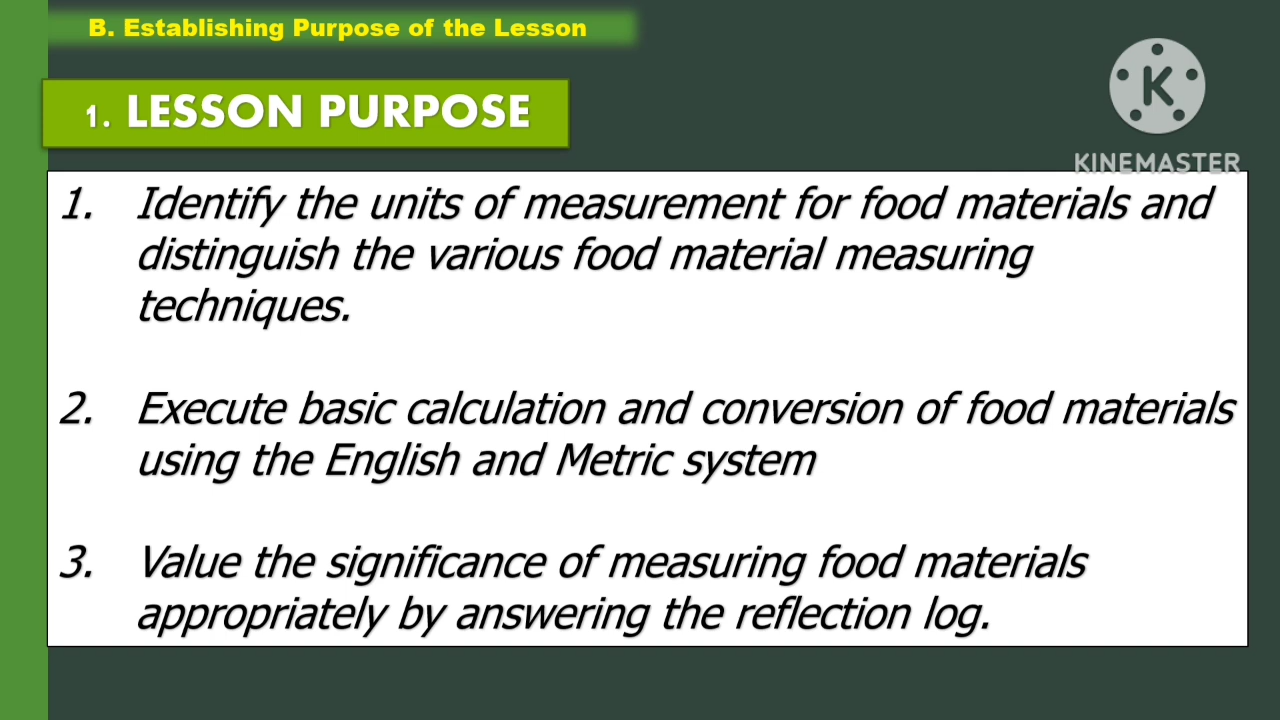 B. Establishing Purpose of the Lesson
1. LESSON PURPOSE
K
KINEMASTER
1. Identify the units of measurement for food materials and
distinguish the various food material measuring
techniques.
2. Execute basic calculation and conversion of food materials
using the English and Metric system
3. Value the significance of measuring food materials
appropriately by answering the reflection log.